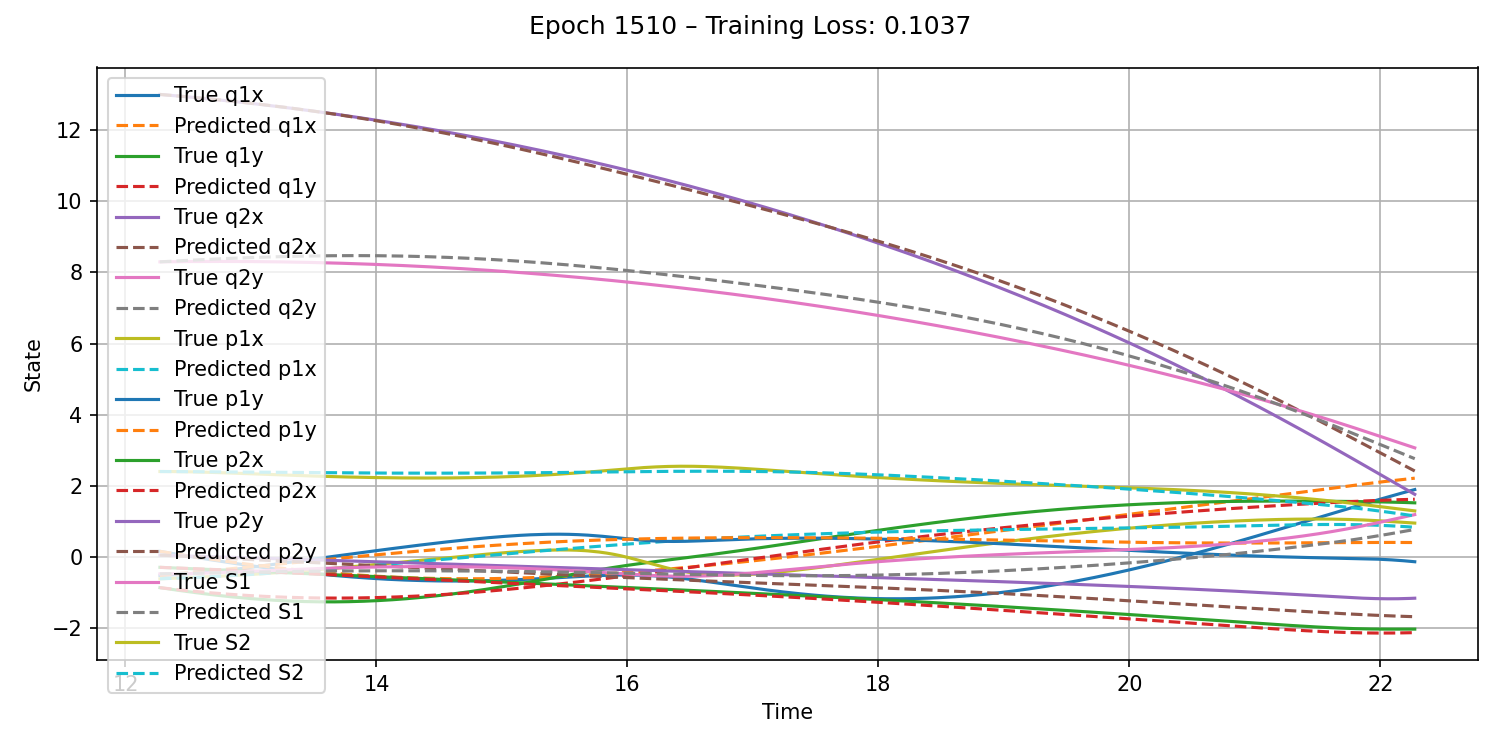 Epoch 1510 – Training Loss: 0.1037
True q1x
Predicted q1x
True q1y
Predicted q1y
True q2x
Predicted q2x
True q2y
Predicted q2y
True p1x
Predicted p1x
True p1y
Predicted p1y
True p2x
Predicted p2x
True p2y
Predicted p2y
True S1
Predicted S1
True S2
Predicted S2
State
12
10
8
6
4
2
0
−2
12
14
16
18
20
22
Time